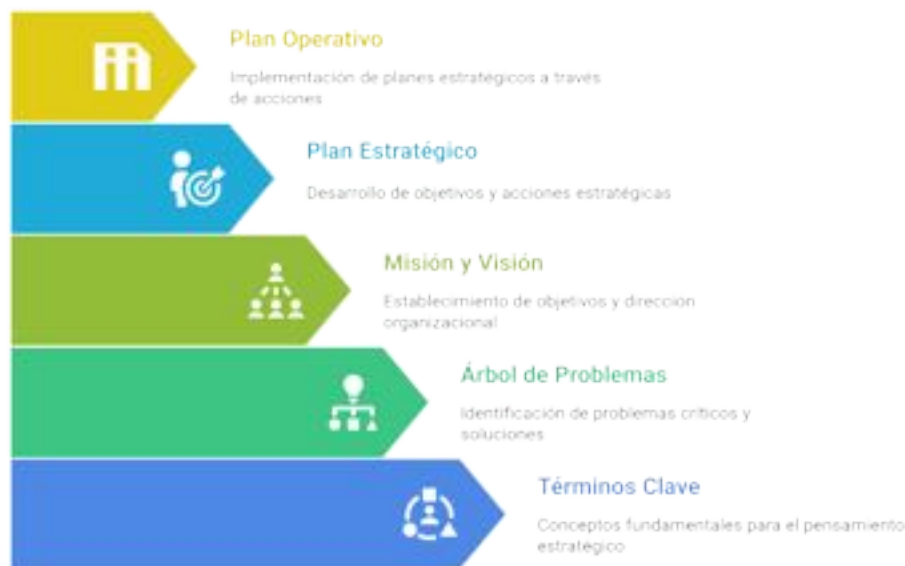 Plan Operativo
Implementación de planes estratégicos a través
de acciones
Plan Estratégico
Desarrollo de objetivos y acciones estratégicas
Misión y Visión
Establecimiento de objetivos y dirección
organizacional
Árbol de Problemas
Identificación de problemas críticos y
soluciones
Términos Clave
Conceptos fundamentales para el pensamiento
estratégico